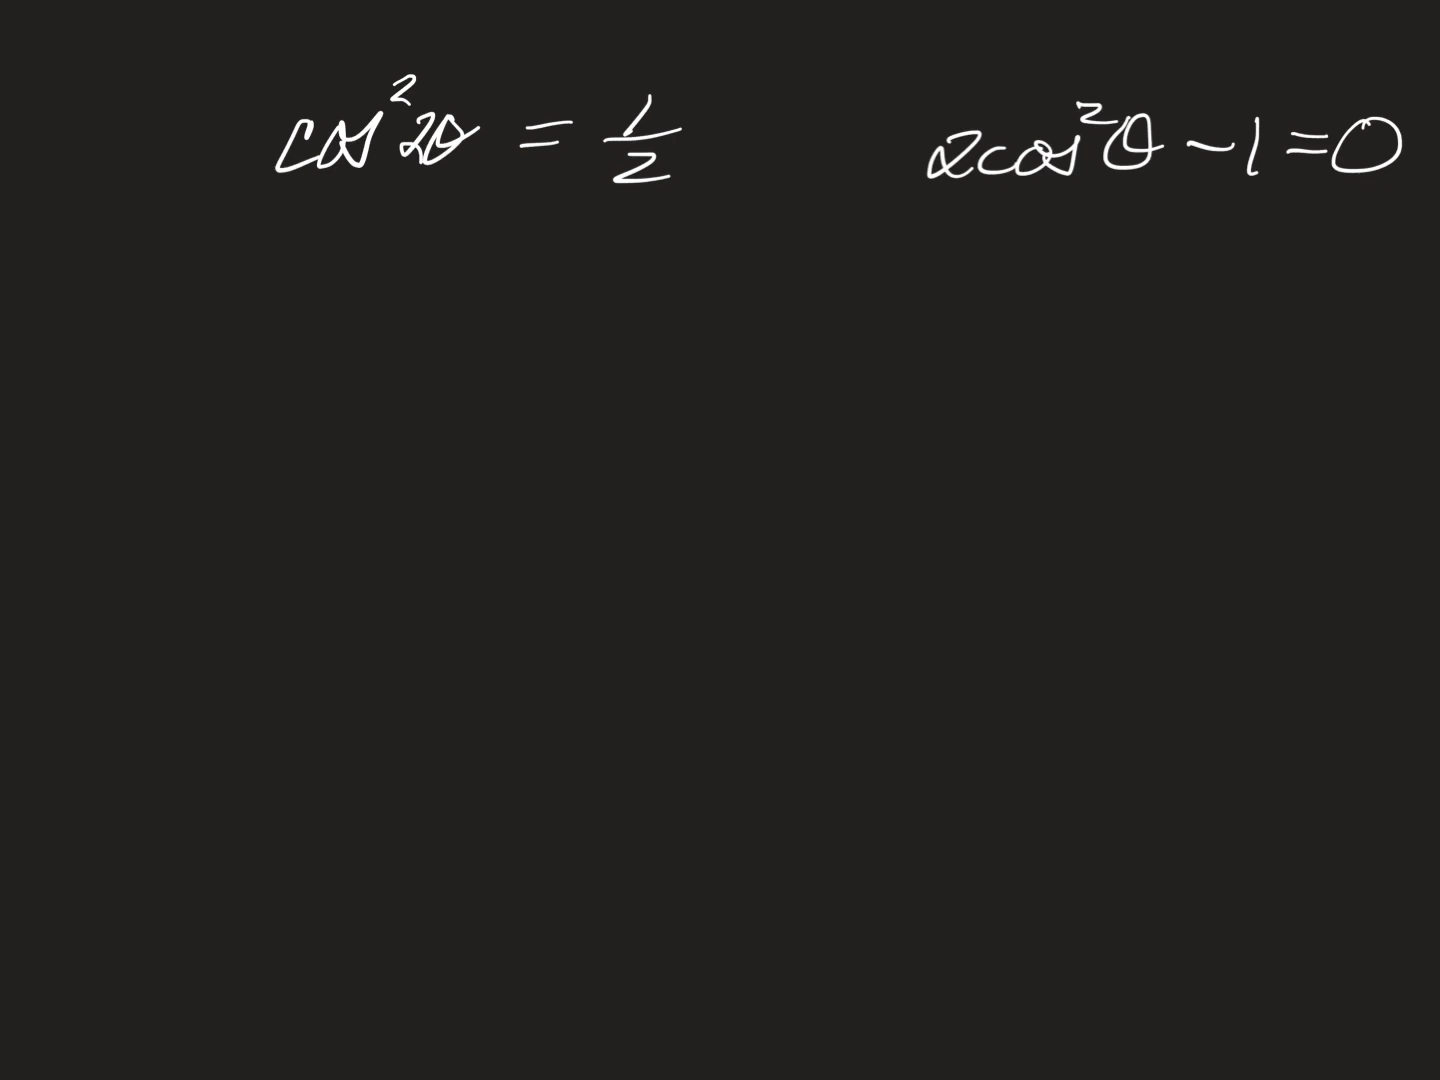 cos²2θ = 1/2    2cos²θ - 1 = 0